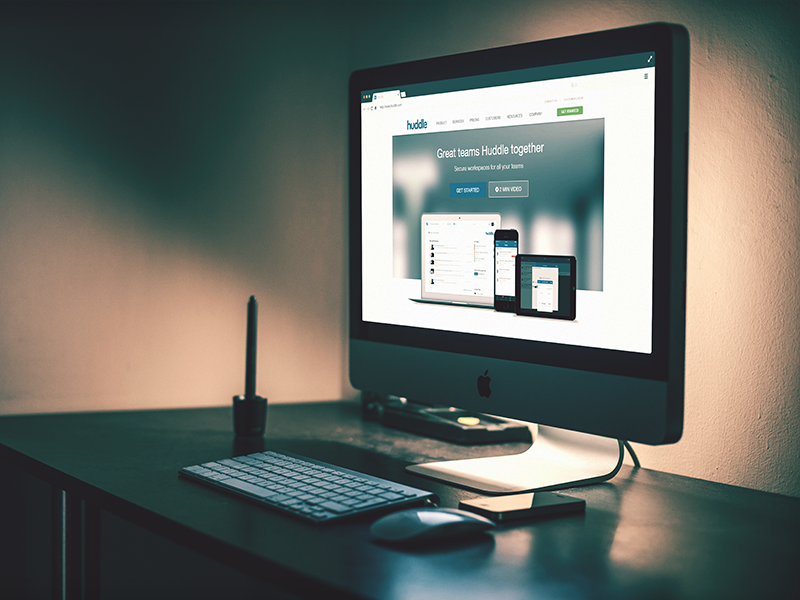 huddle
PRODUCT SERVICES PRICING CUSTOMERS RESOURCES COMPANY
GET STARTED
Great teams Huddle together
Secure workspaces for all your teams
GET STARTED
2 MIN VIDEO
huddle